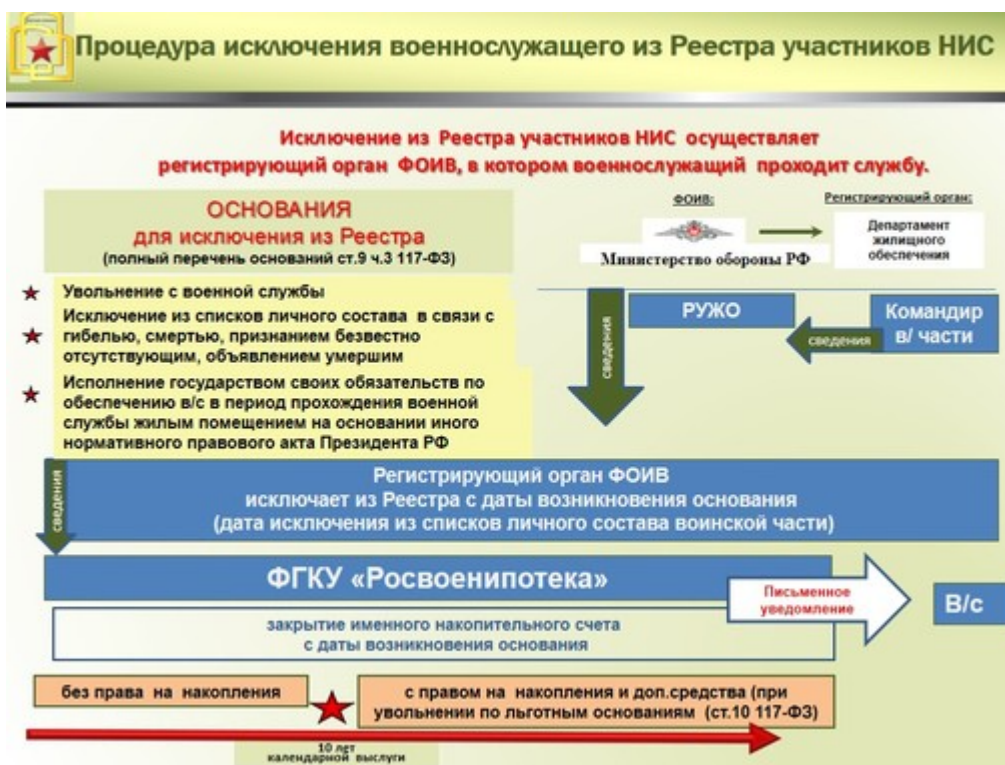 Процедура исключения военнослужащего из Реестра участников НИС
Исключение из Реестра участников НИС осуществляет
регистрирующий орган ФОИВ, в котором военнослужащий проходит службу.
ОСНОВАНИЯ
для исключения из Реестра
(полный перечень оснований ст.9 ч.3 117-ФЗ)
ФОИВ:
Министерство обороны РФ
Регистрирующий орган:
Департамент
жилищного
обеспечения
Увольнение с военной службы
Исключение из списков личного состава в связи с
гибелью, смертью, признанием безвестно
отсутствующим, объявлением умершим
Исполнение государством своих обязательств по
обеспечению в/с в период прохождения военной
службы жилым помещением на основании иного
нормативного правового акта Президента РФ
сведения
РУЖО
сведения
Командир
в/ части
сведения
Регистрирующий орган ФОИВ
исключает из Реестра с даты возникновения основания
(дата исключения из списков личного состава воинской части)
ФГКУ «Росвоенипотека»
Письменное
уведомление
В/с
закрытие именного накопительного счета
с даты возникновения основания
без права на накопления
с правом на накопления и доп.средства (при
увольнении по льготным основаниям (ст.10 117-ФЗ)
10 лет
календарной выслуги